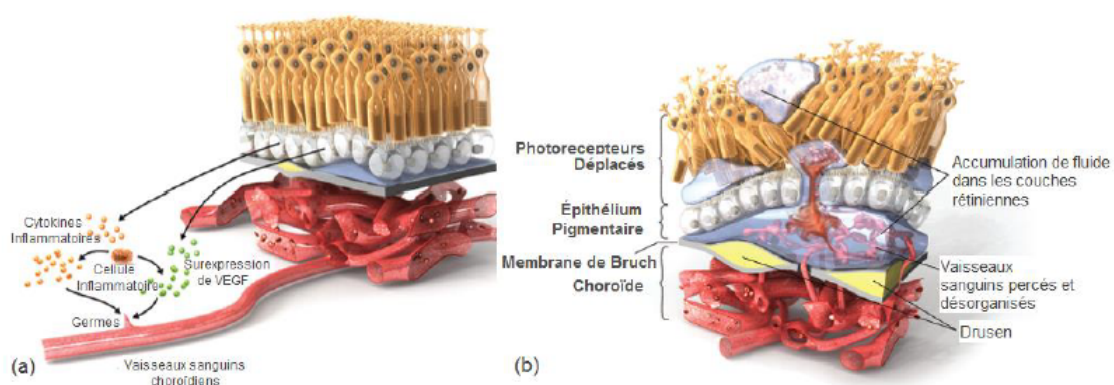 Cytokines
Inflammatoires
Cellule
Inflammatoire
Surexpression
de VEGF
Germes
Vaisseaux sanguins
choroïdiens
(a)
Photorecepteurs
Déplacés
Épithélium
Pigmentaire
Membrane de Bruch
Choroïde
Accumulation de fluide
dans les couches
rétiniennes
Vaisseaux
sanguins percés et
désorganisés
Drusen
(b)